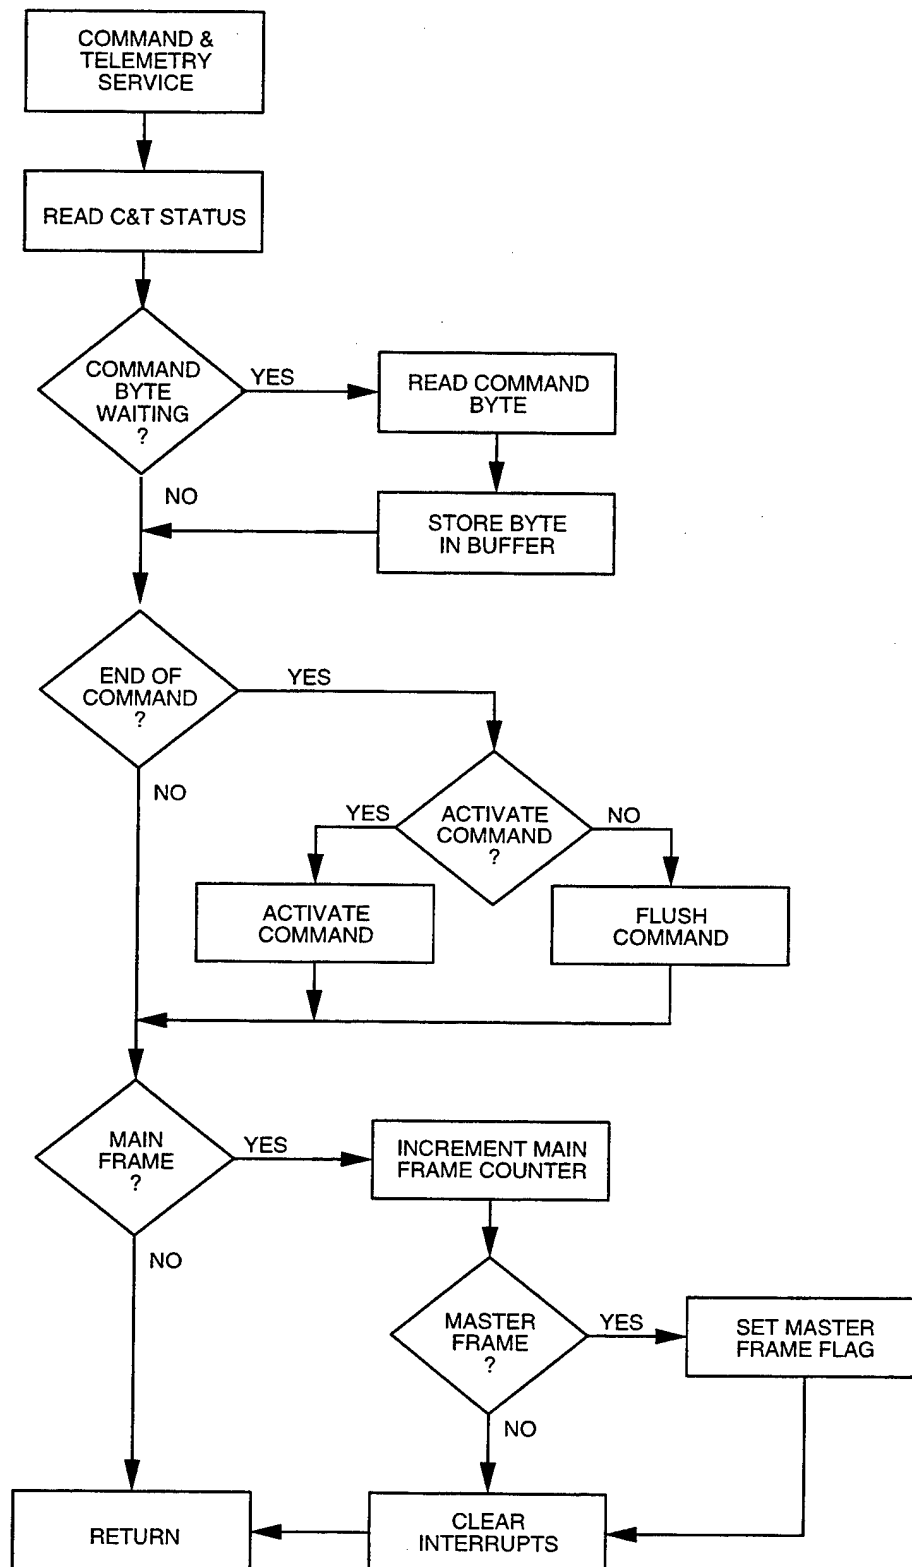 COMMAND &
TELEMETRY
SERVICE
READ C&T STATUS
COMMAND
BYTE
WAITING
?
YES
READ COMMAND
BYTE
NO
STORE BYTE
IN BUFFER
END OF
COMMAND
?
YES
NO
ACTIVATE
COMMAND
?
YES
NO
ACTIVATE
COMMAND
FLUSH
COMMAND
MAIN
FRAME
?
YES
INCREMENT MAIN
FRAME COUNTER
NO
MASTER
FRAME
?
YES
SET MASTER
FRAME FLAG
NO
RETURN
CLEAR
INTERRUPTS